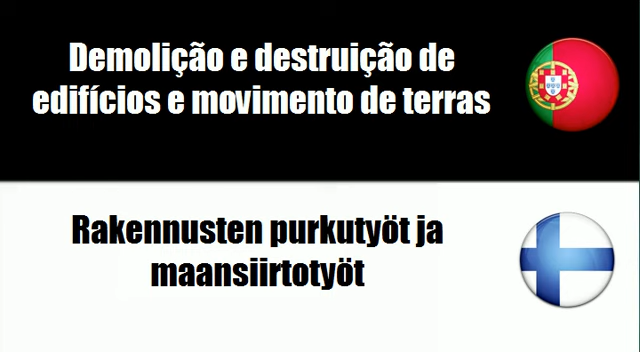 Demolição e destruição de
edifícios e movimento de terras
Rakennusten purkutyöt ja
maansiirtotyöt